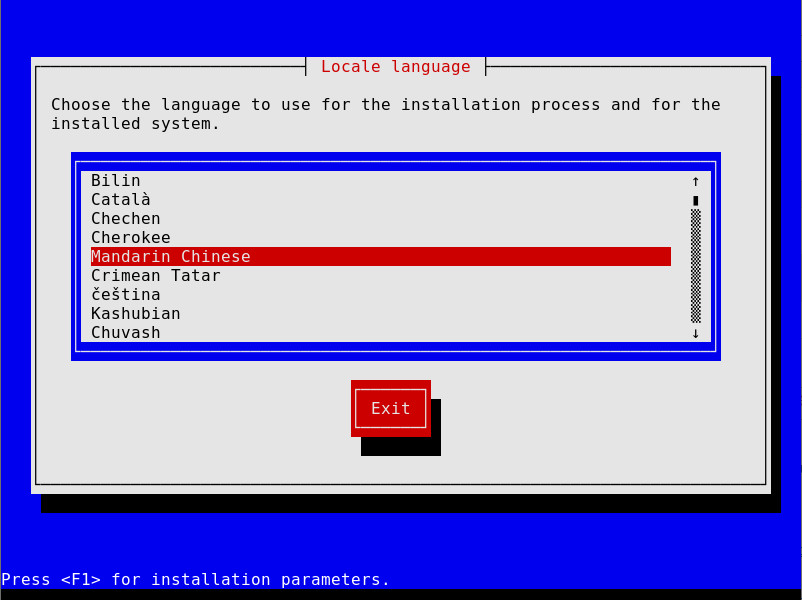 Locale language
Choose the language to use for the installation process and for the
installed system.
Bilin
Català
Chechen
Cherokee
Mandarin Chinese
Crimean Tatar
čeština
Kashubian
Chuvash
Exit
Press <F1> for installation parameters.